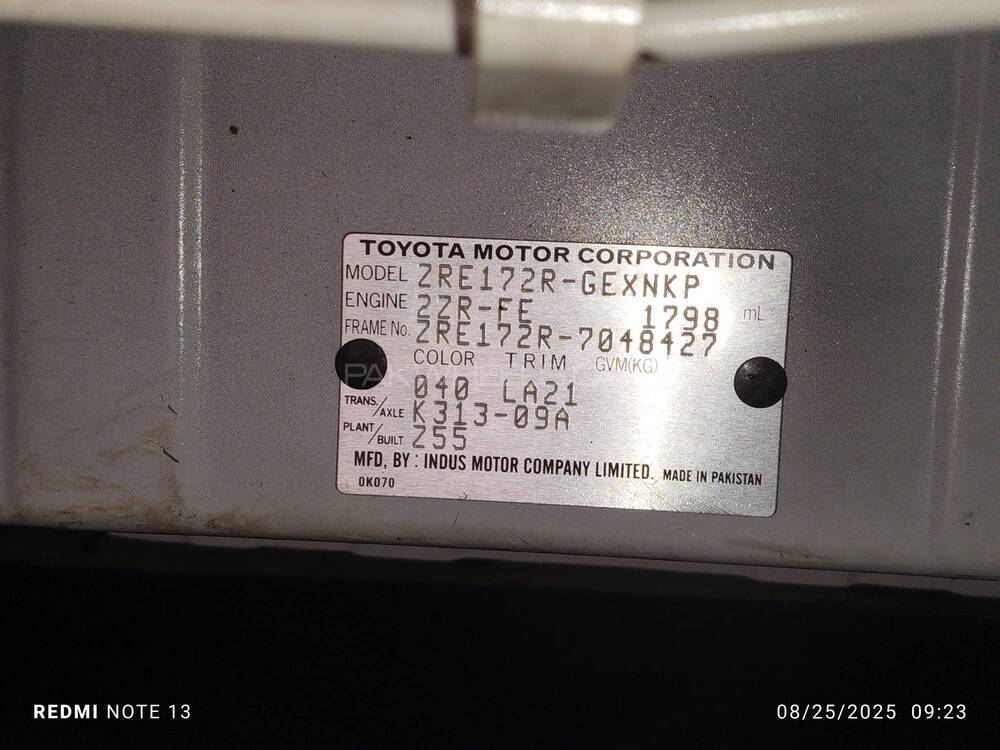 TOYOTA MOTOR CORPORATION
MODEL ZRE172R-GEXNKP
ENGINE 2ZR-FE 1798 mL
FRAME No. ZRE172R-7048427
COLOR TRIM GVM(KG)
040 LA21
TRANS./AXLE K313-09A
PLANT/BUILT Z55
MFD, BY : INDUS MOTOR COMPANY LIMITED. MADE IN PAKISTAN
0K070
REDMI NOTE 13
08/25/2025 09:23